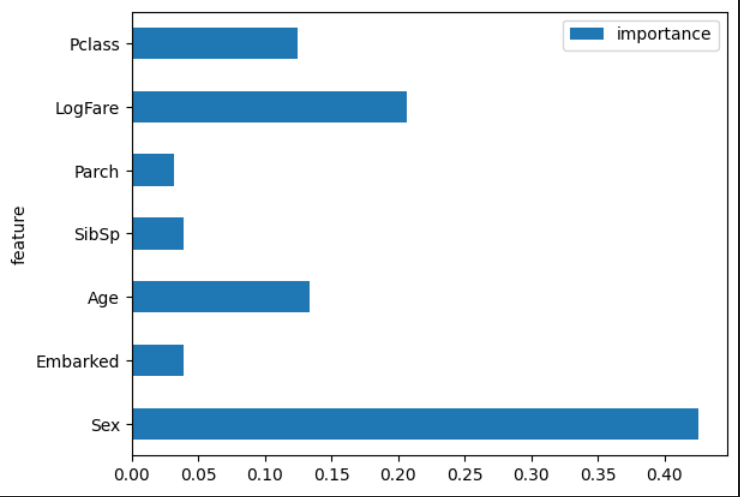 importance
Pclass
LogFare
Parch
SibSp
Age
Embarked
Sex
feature
0.00 0.05 0.10 0.15 0.20 0.25 0.30 0.35 0.40